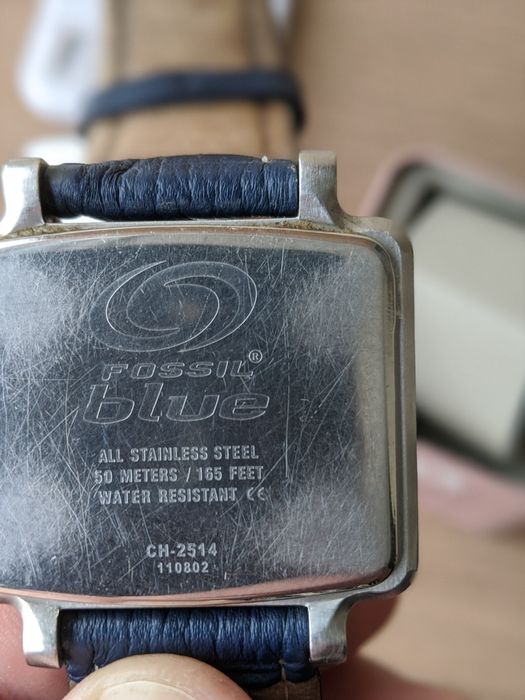 FOSSIL®
blue
ALL STAINLESS STEEL
50 METERS / 165 FEET
WATER RESISTANT CE
CH-2514
110802